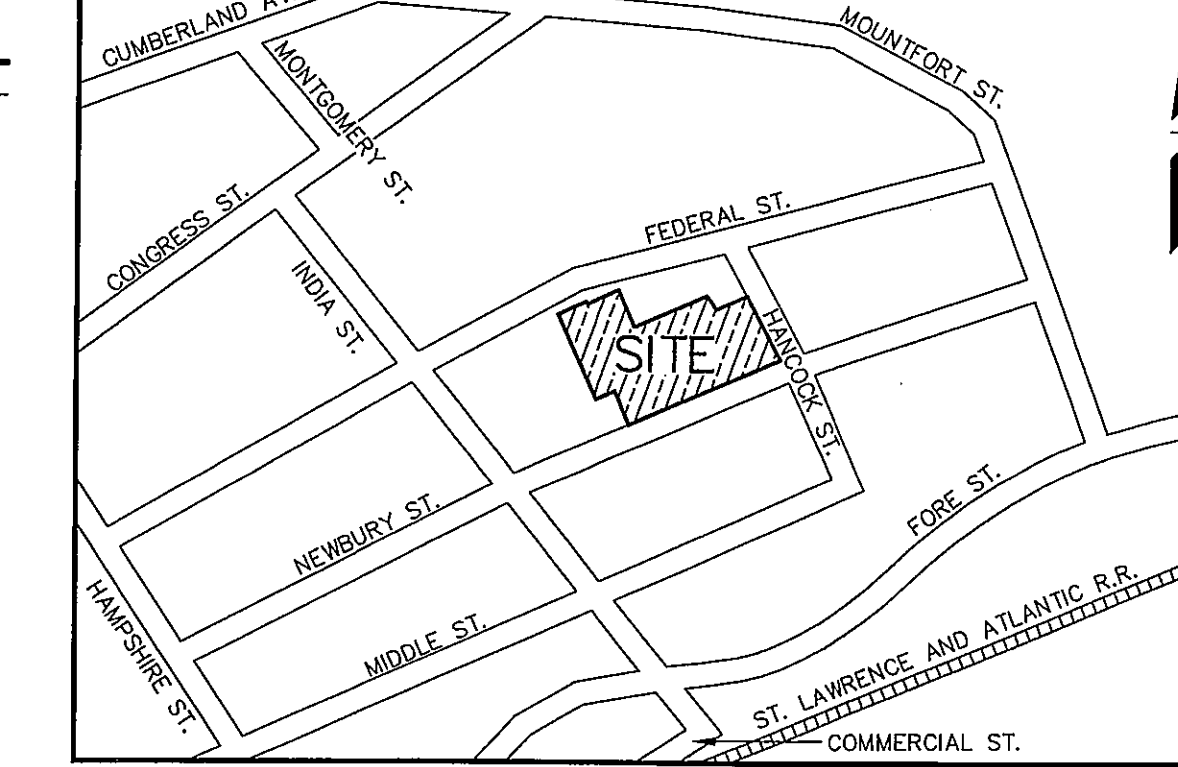 CUMBERLAND AV
MOUNTFORT ST.
MONTGOMERY ST.
CONGRESS ST.
FEDERAL ST.
INDIA ST.
SITE
HANCOCK ST.
NEWBURY ST.
FORE ST.
HAMPSHIRE ST.
MIDDLE ST.
ST. LAWRENCE AND ATLANTIC R.R.
COMMERCIAL ST.